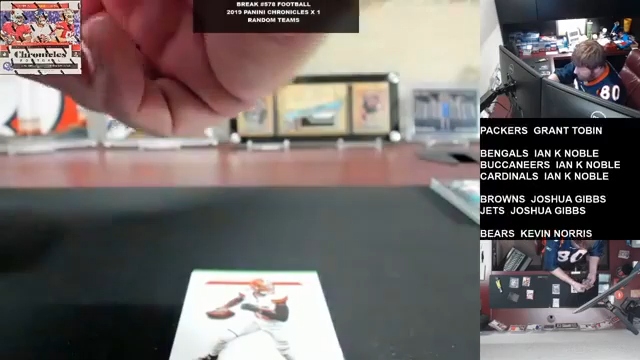 BREAK #578 FOOTBALL
2019 PANINI CHRONICLES X 1
RANDOM TEAMS
Chronicles
PACKERS GRANT TOBIN
BENGALS IAN K NOBLE
BUCCANEERS IAN K NOBLE
CARDINALS IAN K NOBLE
BROWNS JOSHUA GIBBS
JETS JOSHUA GIBBS
BEARS KEVIN NORRIS
80